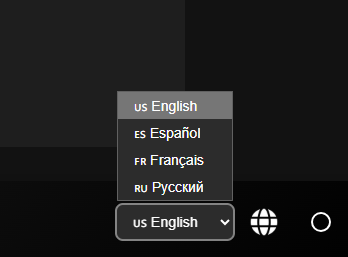 US English
ES Español
FR Français
RU Русский
US English